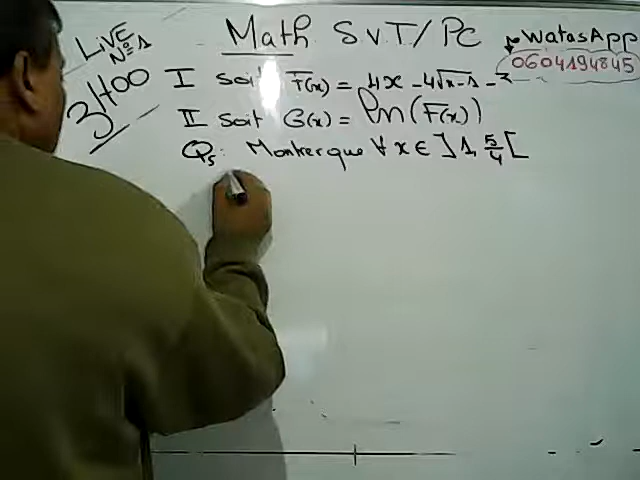 LiVE N°1
3400
Math SVT/PC
WatasApp
0604194845
I soit F(x) = 4x - 4√x-1 - 3
II soit G(x) = ln(F(x))
Q5: Montrer que ∀ x ∈ ]1, 5/4[